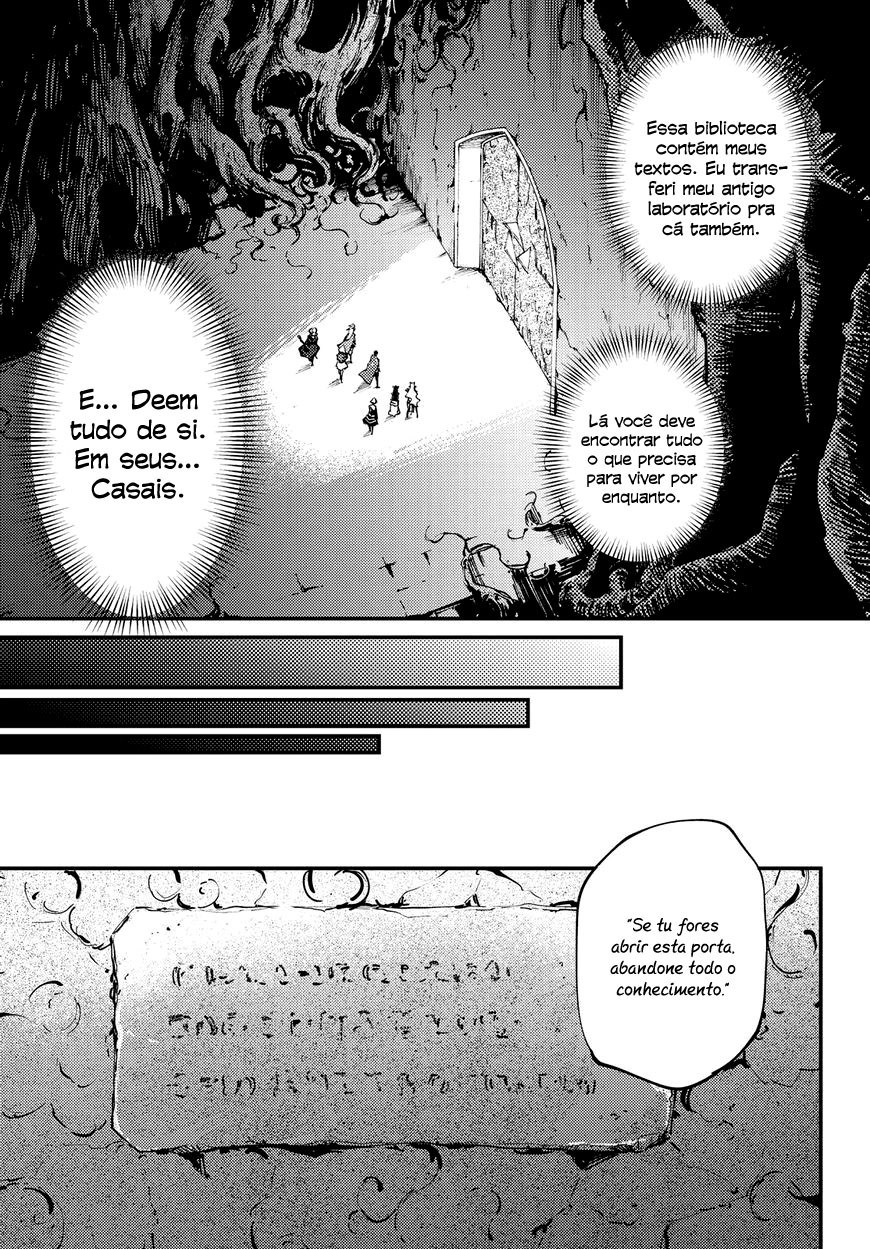 Essa biblioteca
contém meus
textos. Eu trans-
feri meu antigo
laboratório pra
cá também.
Lá você deve
encontrar tudo
o que precisa
para viver por
enquanto.
E... Deem
tudo de si.
Em seus...
Casais.
"Se tu fores
abrir esta porta,
abandone todo o
conhecimento."